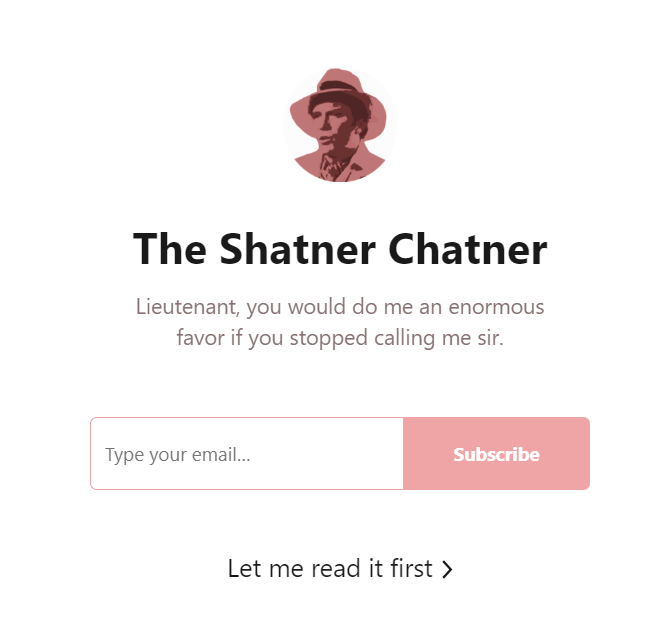 The Shatner Chatner
Lieutenant, you would do me an enormous
favor if you stopped calling me sir.
Type your email...
Subscribe
Let me read it first